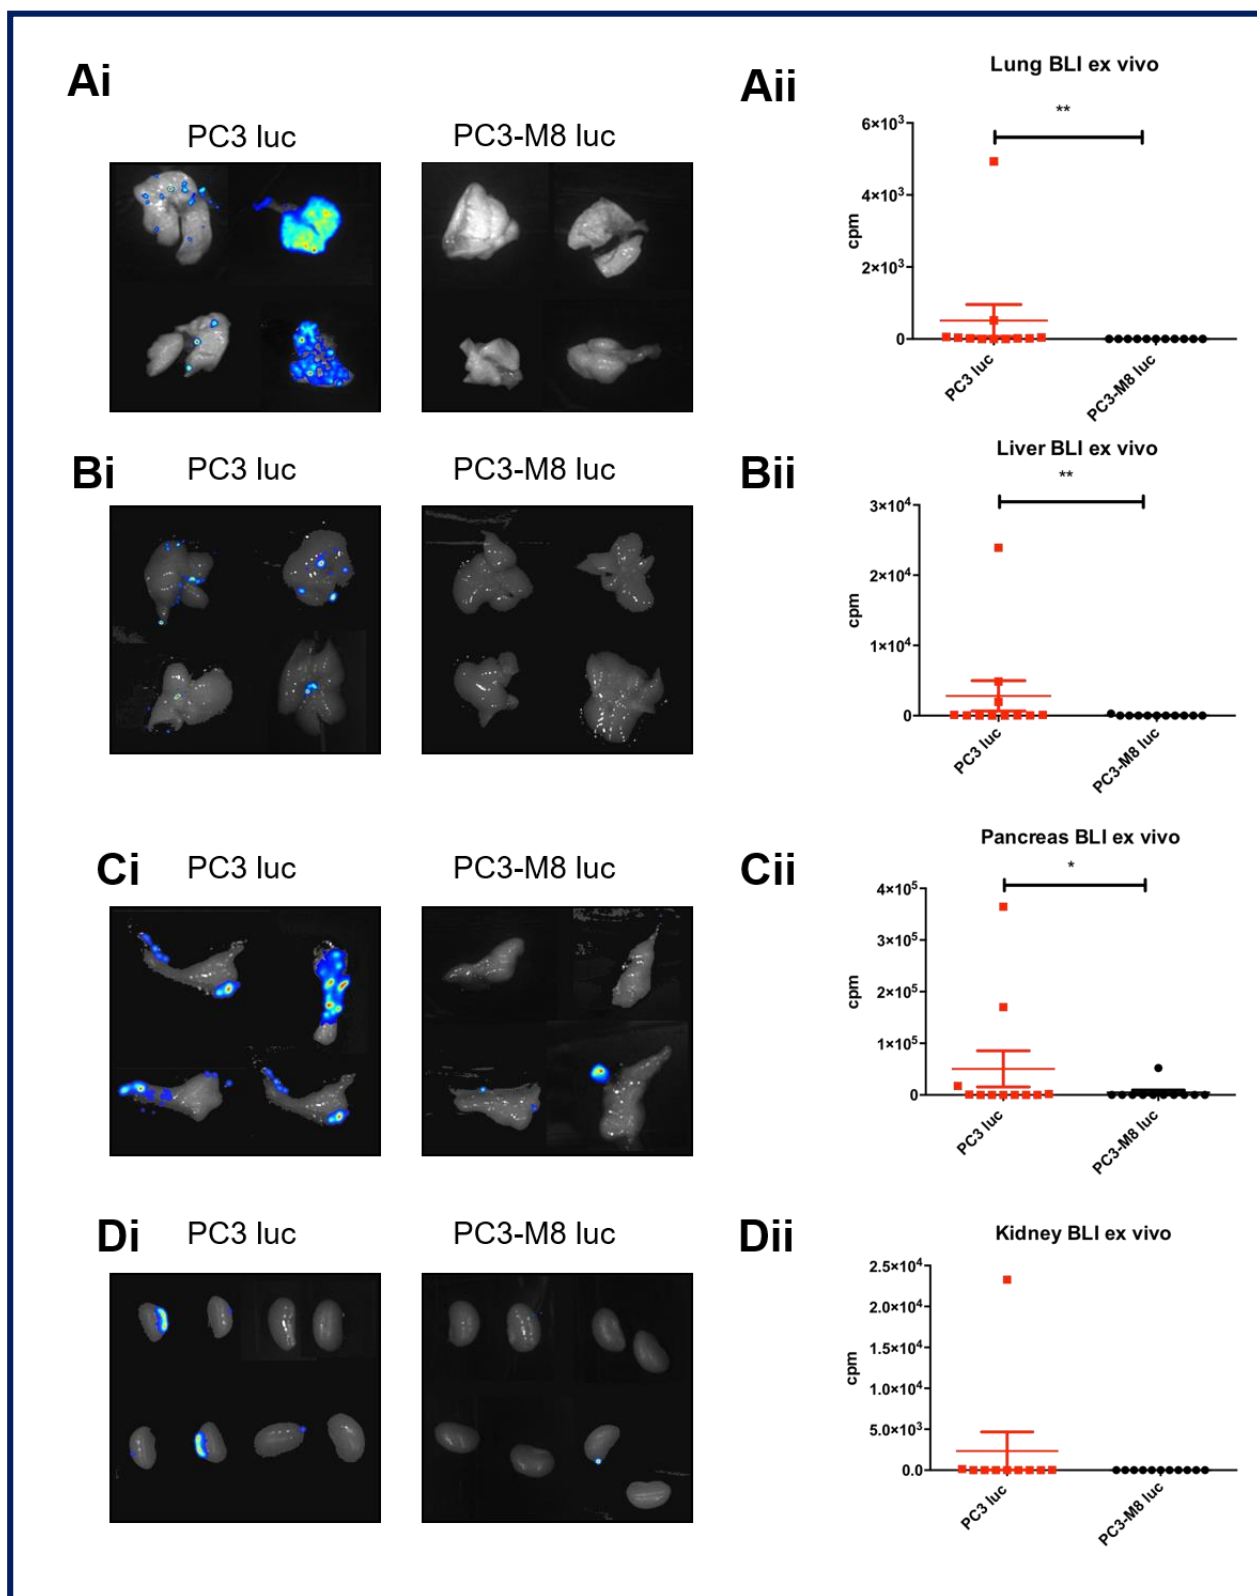 Ai
PC3 luc
PC3-M8 luc
Aii
Lung BLI ex vivo
**
6×10³
4×10³
2×10³
0
cpm
PC3 luc
PC3-M8 luc
Bi
PC3 luc
PC3-M8 luc
Bii
Liver BLI ex vivo
**
3×10⁴
2×10⁴
1×10⁴
0
cpm
PC3 luc
PC3-M8 luc
Ci
PC3 luc
PC3-M8 luc
Cii
Pancreas BLI ex vivo
*
4×10⁵
3×10⁵
2×10⁵
1×10⁵
0
cpm
PC3 luc
PC3-M8 luc
Di
PC3 luc
PC3-M8 luc
Dii
Kidney BLI ex vivo
2.5×10⁴
2.0×10⁴
1.5×10⁴
1.0×10⁴
5.0×10³
0.0
cpm
PC3 luc
PC3-M8 luc